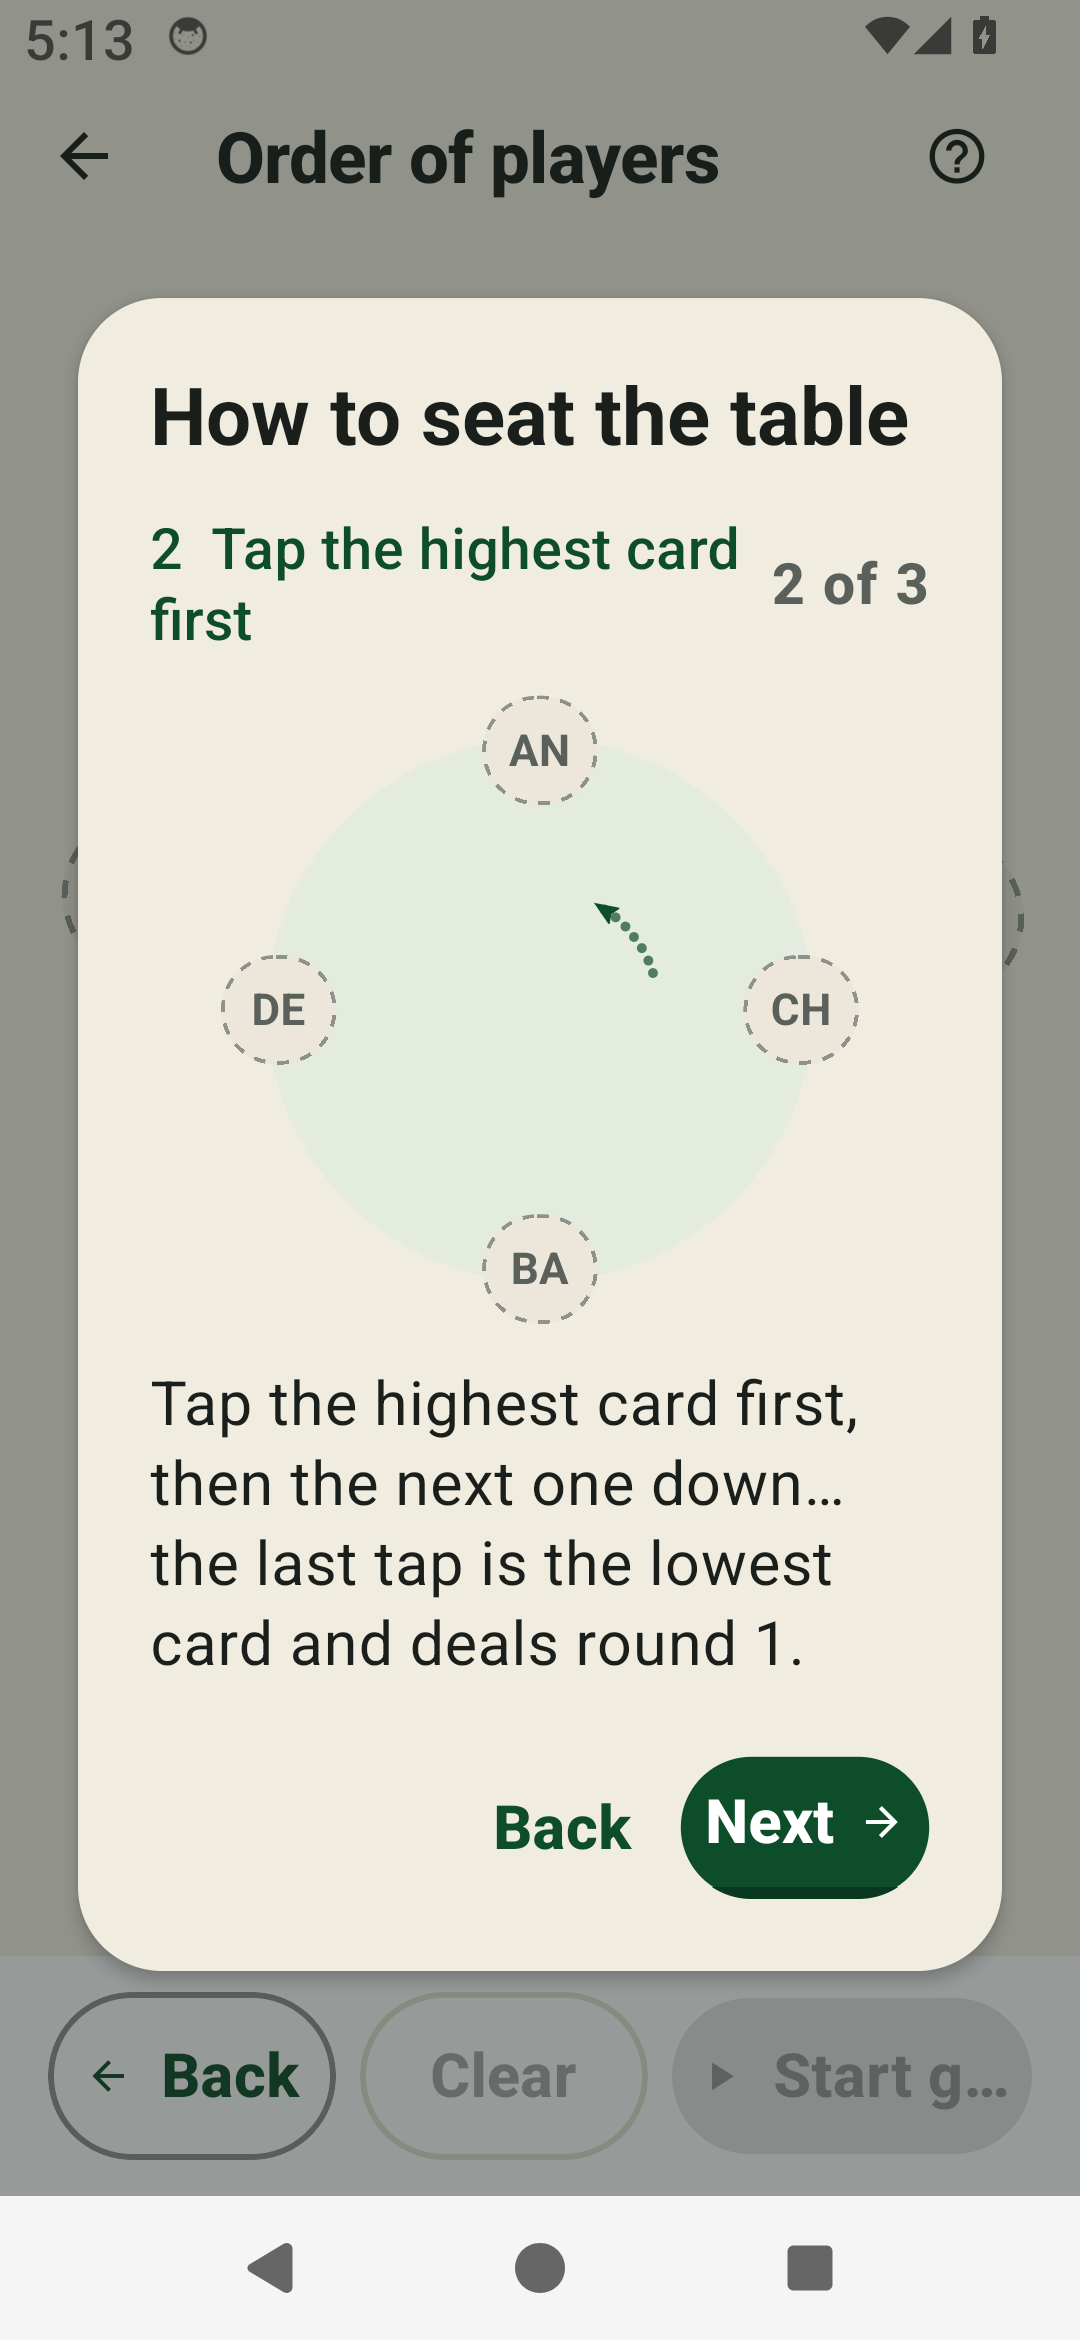 5:13
Order of players
How to seat the table
2 Tap the highest card
first
2 of 3
AN
DE
CH
BA
Tap the highest card first,
then the next one down…
the last tap is the lowest
card and deals round 1.
Back
Next
Back
Clear
Start g…